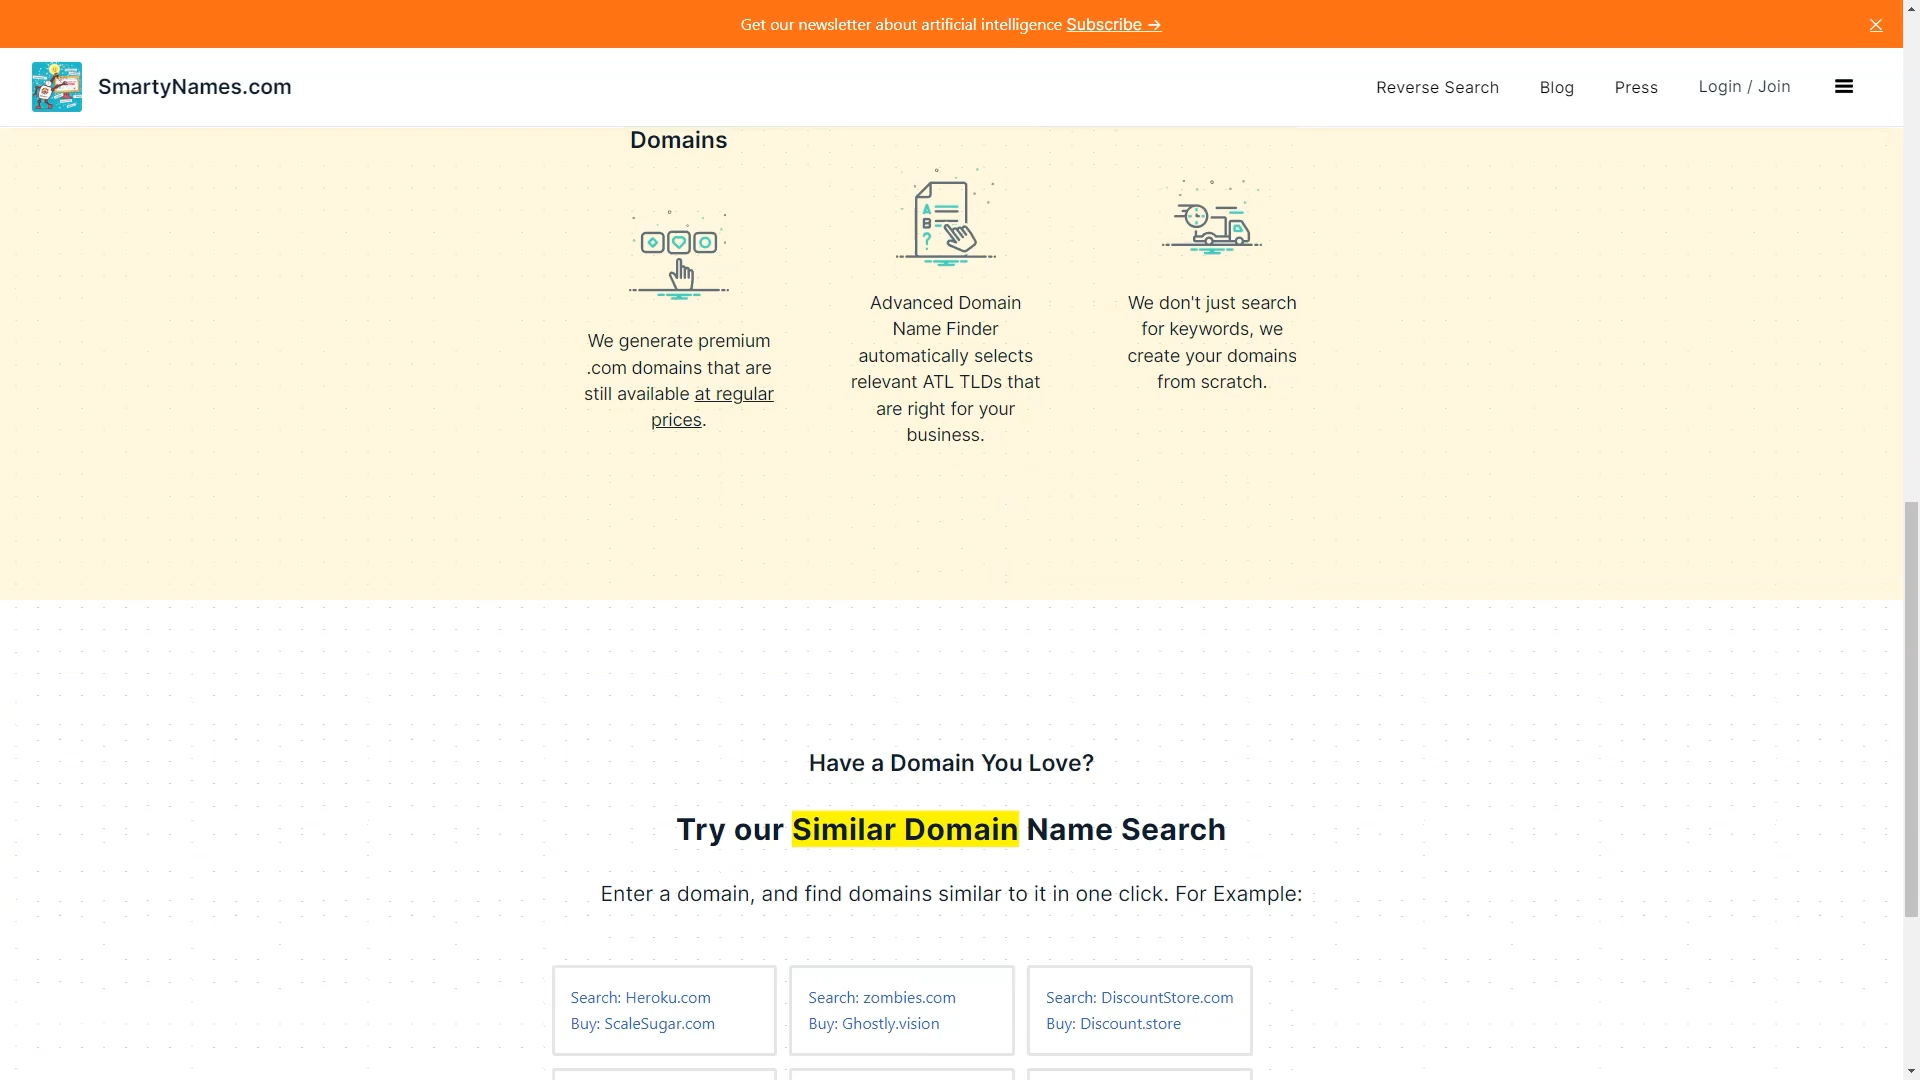 Get our newsletter about artificial intelligence Subscribe →
SmartyNames.com
Reverse Search
Blog
Press
Login / Join
Domains
We generate premium
.com domains that are
still available at regular
prices.
A
B
?
Advanced Domain
Name Finder
automatically selects
relevant ATL TLDs that
are right for your
business.
We don't just search
for keywords, we
create your domains
from scratch.
Have a Domain You Love?
Try our Similar Domain Name Search
Enter a domain, and find domains similar to it in one click. For Example:
Search: Heroku.com
Buy: ScaleSugar.com
Search: zombies.com
Buy: Ghostly.vision
Search: DiscountStore.com
Buy: Discount.store